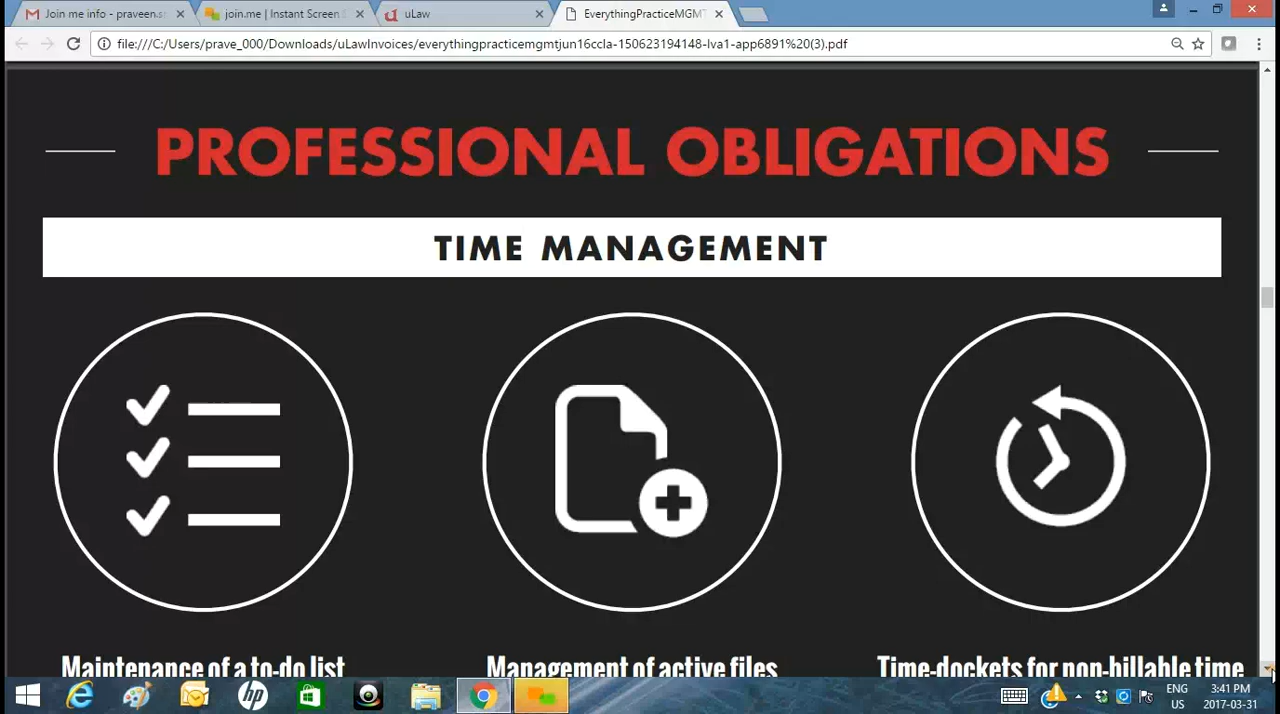 Join me info - praveen.s
join.me | Instant Screen
uLaw
EverythingPracticeMGMT
file:///C:/Users/prave_000/Downloads/uLawInvoices/everythingpracticemgmtjun16ccla-150623194148-lva1-app6891%20(3).pdf
PROFESSIONAL OBLIGATIONS
TIME MANAGEMENT
Maintenance of a to-do list
Management of active files
Time-dockets for non-billable time
hp
ENG
US
3:41 PM
2017-03-31